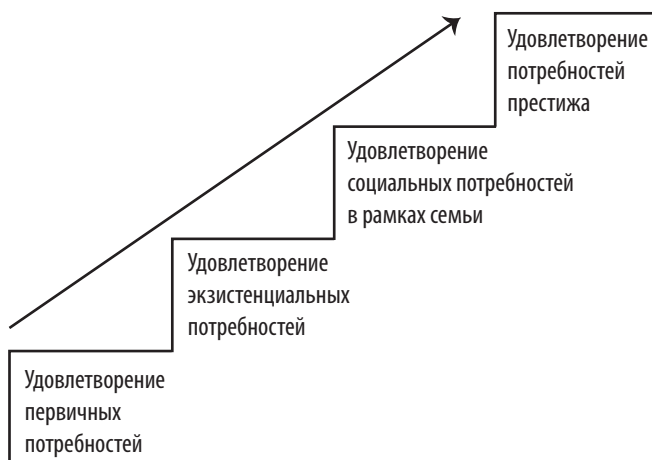 Удовлетворение
потребностей
престижа
Удовлетворение
социальных потребностей
в рамках семьи
Удовлетворение
экзистенциальных
потребностей
Удовлетворение
первичных
потребностей